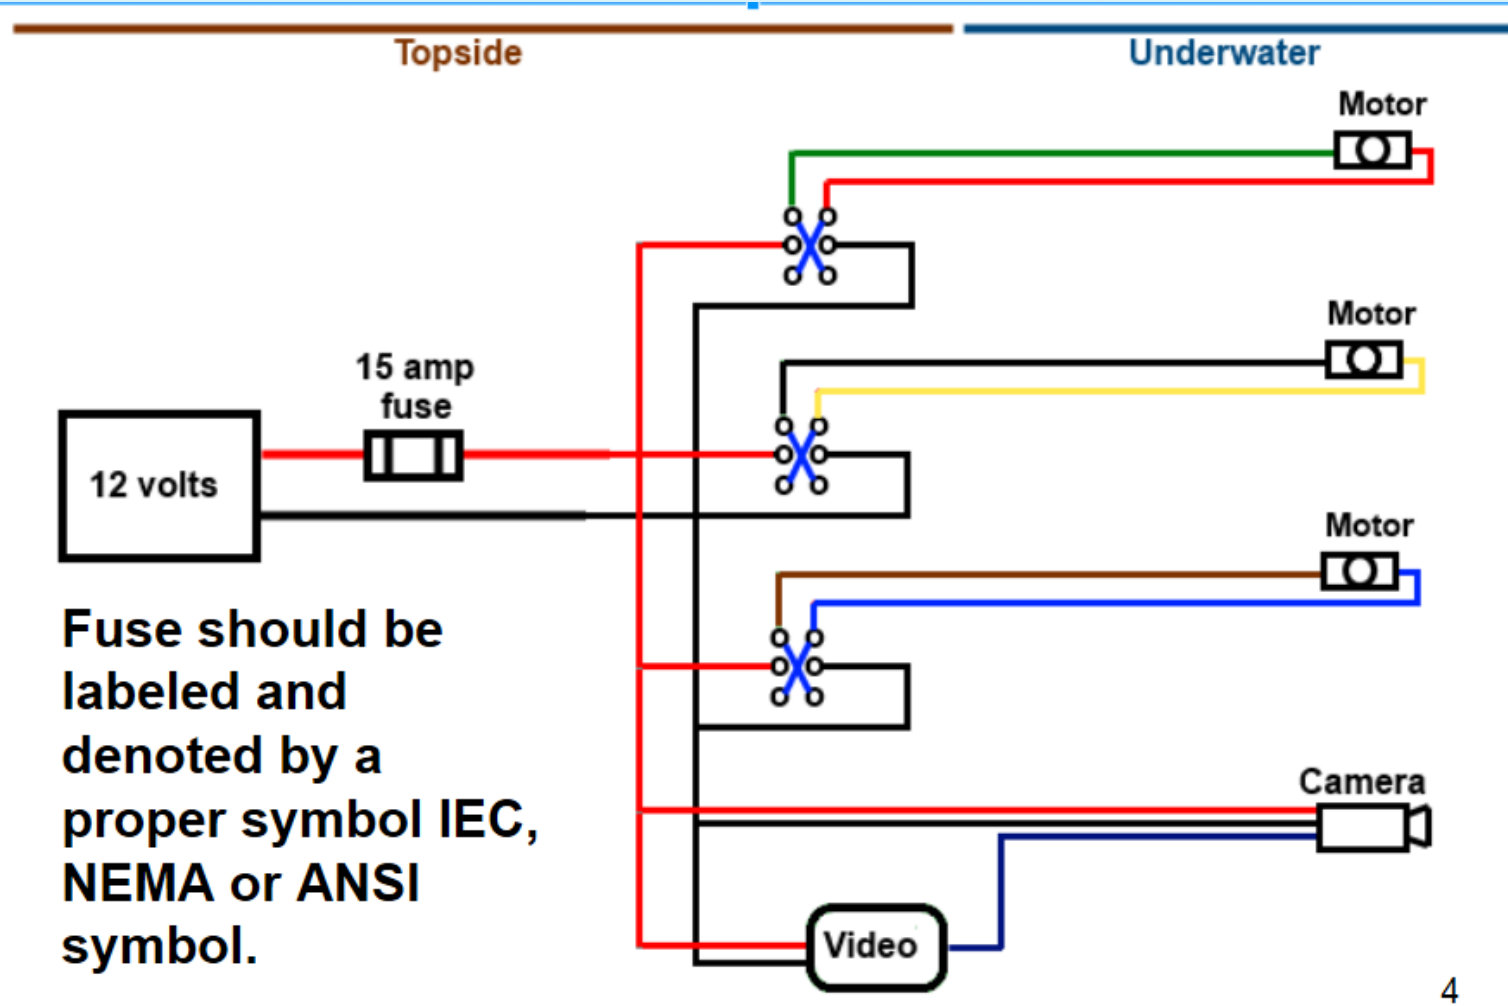 Topside
Underwater
Motor
Motor
15 amp
fuse
12 volts
Motor
Fuse should be
labeled and
denoted by a
proper symbol IEC,
NEMA or ANSI
symbol.
Camera
Video
4